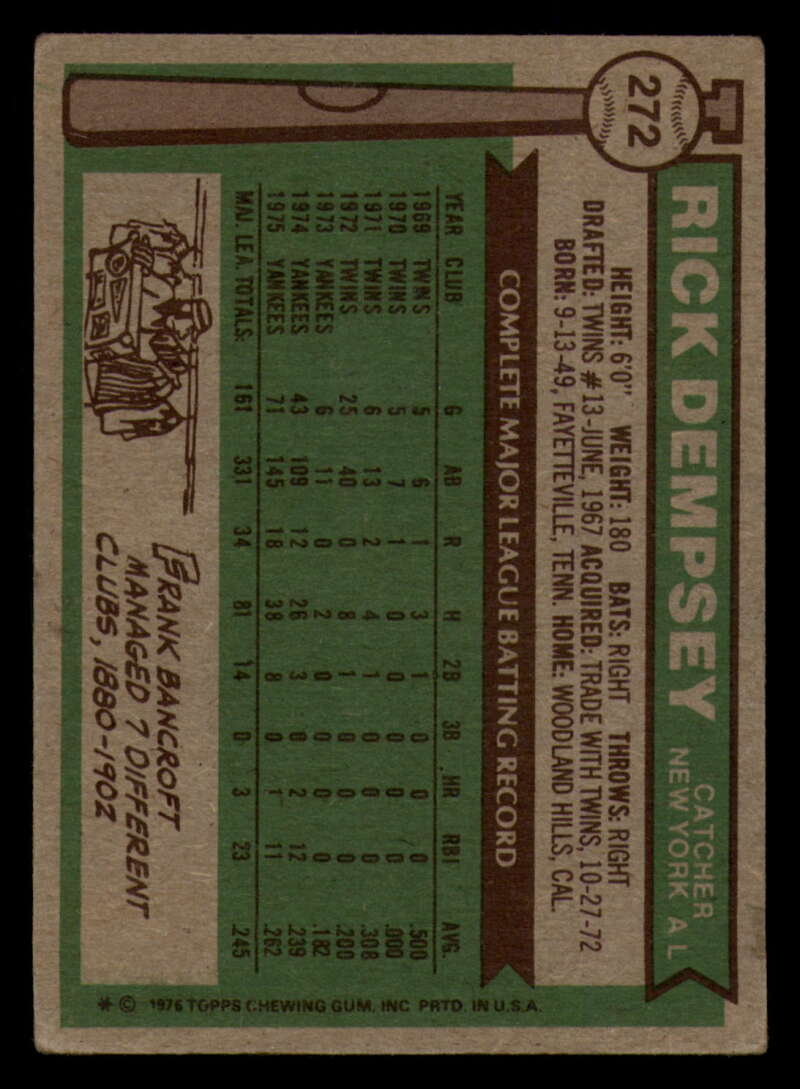 272
RICK DEMPSEY
CATCHER
NEW YORK A L
HEIGHT: 6'0" WEIGHT: 180 BATS: RIGHT THROWS: RIGHT
DRAFTED: TWINS #13-JUNE, 1967 ACQUIRED: TRADE WITH TWINS, 10-27-72
BORN: 9-13-49, FAYETTEVILLE, TENN. HOME: WOODLAND HILLS, CAL.
COMPLETE MAJOR LEAGUE BATTING RECORD
YEAR CLUB G AB R H 2B 3B HR RBI AVG.
1969 TWINS 5 6 1 3 1 0 0 0 .500
1970 TWINS 5 7 1 0 0 0 0 0 .000
1971 TWINS 6 13 2 4 1 0 0 0 .308
1972 TWINS 25 40 0 8 1 0 0 0 .200
1973 YANKEES 6 11 0 2 0 0 0 0 .182
1974 YANKEES 43 109 12 26 3 0 2 12 .239
1975 YANKEES 71 145 18 38 8 0 1 11 .262
MAJ. LEA. TOTALS: 161 331 34 81 14 0 3 23 .245
FRANK BANCROFT
MANAGED 7 DIFFERENT
CLUBS, 1880-1902
* © 1976 TOPPS CHEWING GUM, INC PRTD. IN U.S.A.